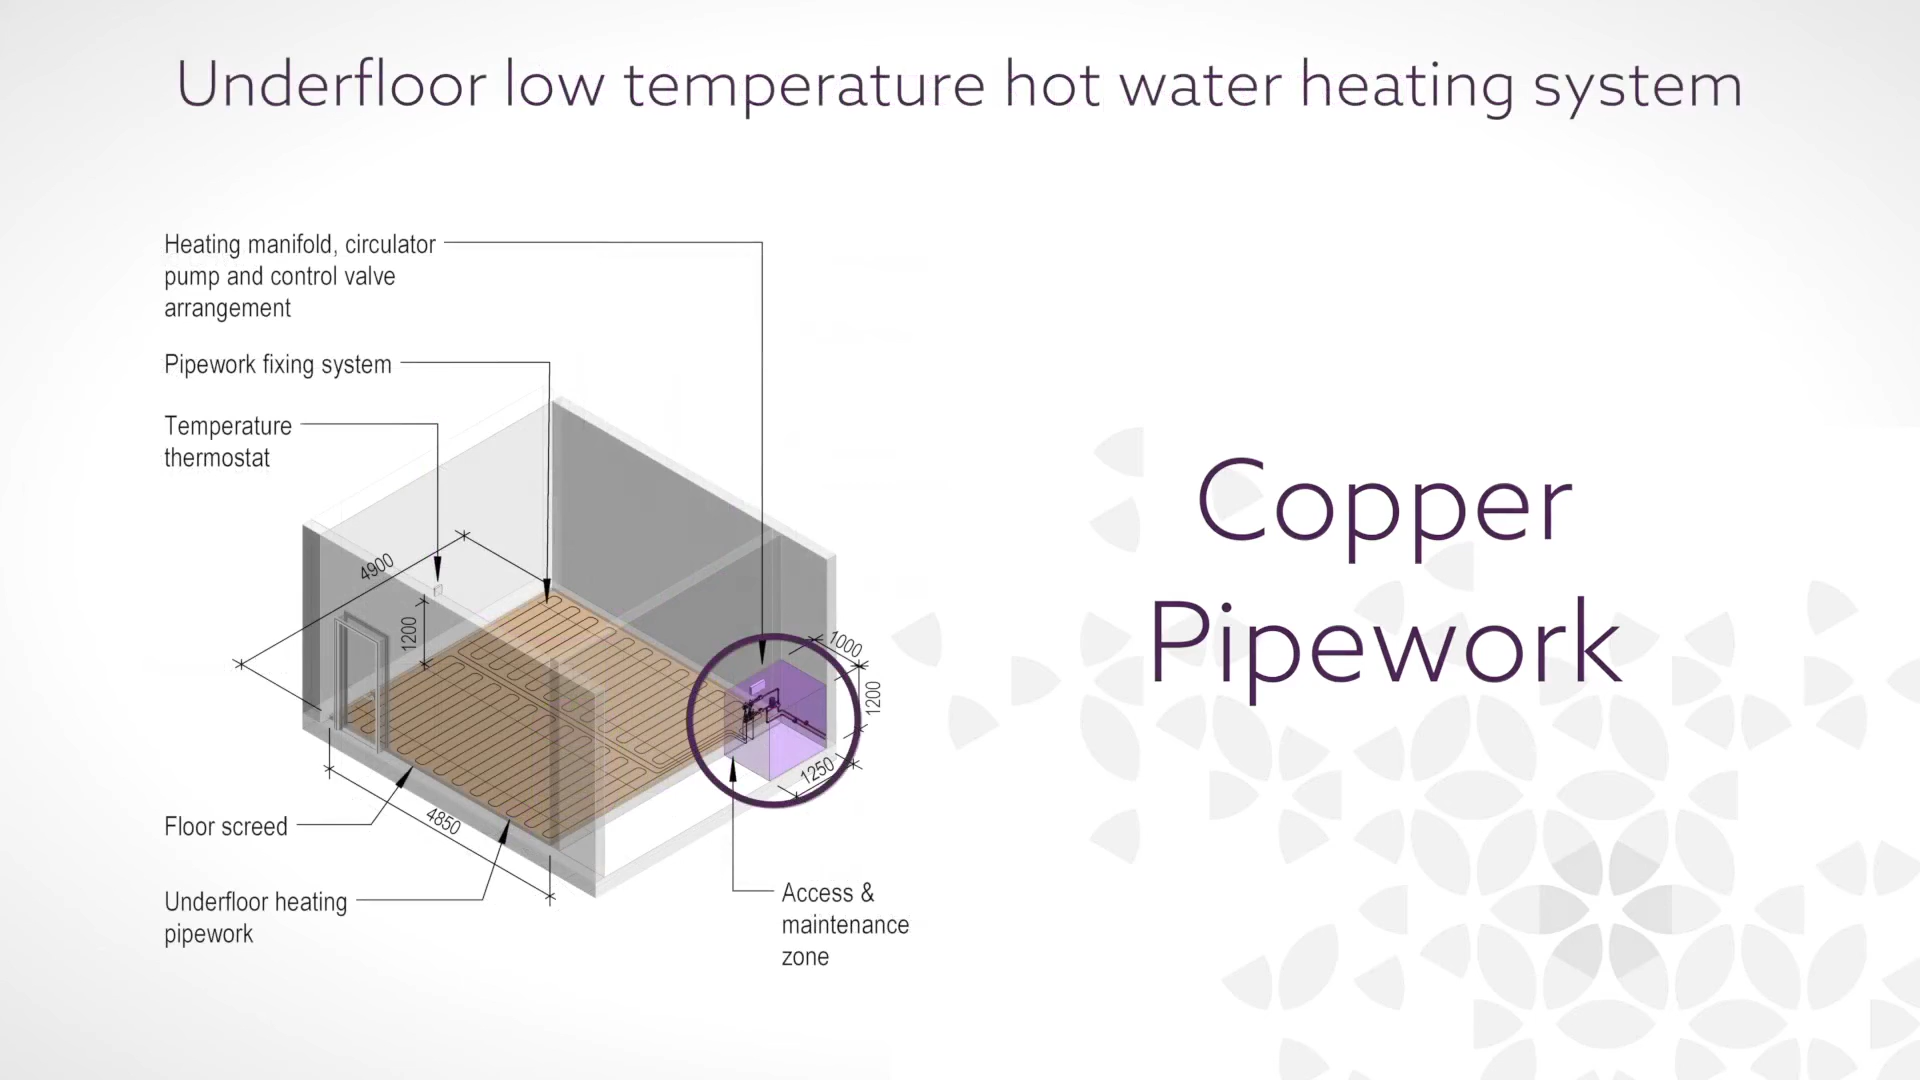 Underfloor low temperature hot water heating system
Heating manifold, circulator
pump and control valve
arrangement
Pipework fixing system
Temperature
thermostat
4900
1200
1000
1200
1250
4850
Floor screed
Underfloor heating
pipework
Access &
maintenance
zone
Copper
Pipework